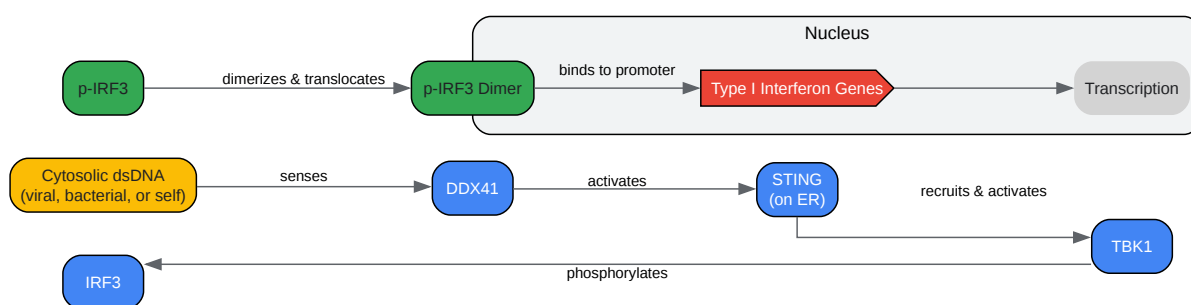 Nucleus
p-IRF3
dimerizes & translocates
p-IRF3 Dimer
binds to promoter
Type I Interferon Genes
Transcription
Cytosolic dsDNA
(viral, bacterial, or self)
senses
DDX41
activates
STING
(on ER)
recruits & activates
TBK1
IRF3
phosphorylates